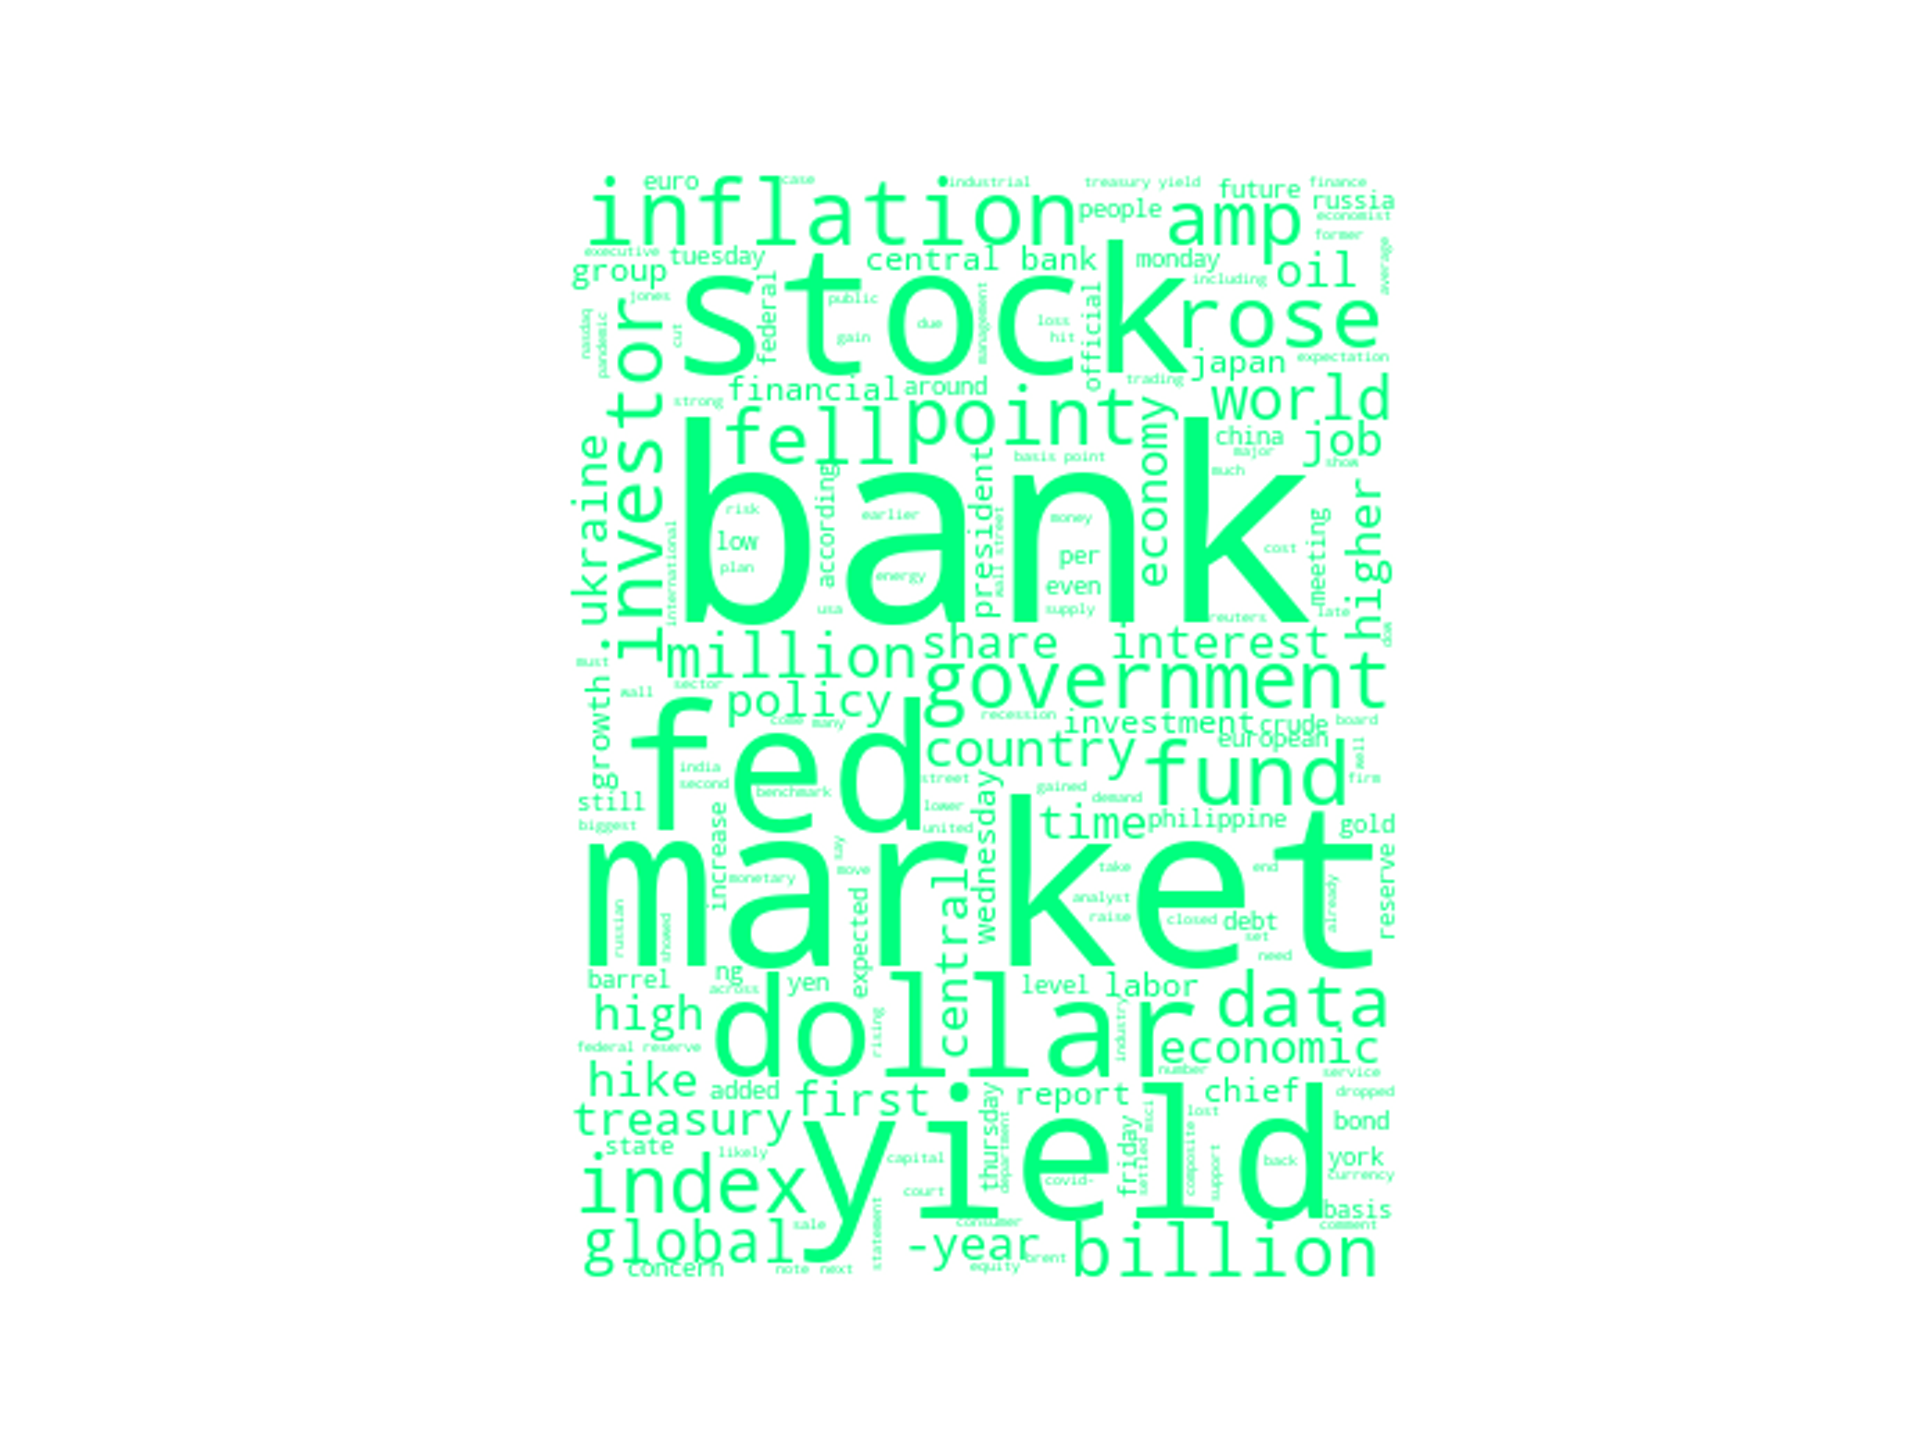 euro case industrial treasury yield future finance
inflation people amp russia
economist
former
executive tuesday central bank monday oil average
group stock including
jones federal public management official rose
nasdaq pandemic investor cut due loss
gain hit
japan expectation
financial around trading world
strong fell point economy china job
major
basis point much show
ukraine according president
bank higher
risk earlier wall street money meeting
low per cost
international plan energy even
usa supply reuters late
dow
million share interest
must government
growth wall sector policy recession investment crude board
come many european well
fed country fund
india street gained firm
second benchmark wednesday demand
still lower time philippine gold
biggest increase united
market say reserve
monetary move take end
analyst already
russian showed expected central raise closed debt
set
need
barrel ng yen level labor data
across
high dollar industry
rising economic
federal reserve number service
hike added first report chief dropped
treasury yield thursday msci lost bond
state likely department friday composite
index capital settled support back york
court covid- currency
basis
global sale statement consumer comment
-year billion
concern note next equity brent